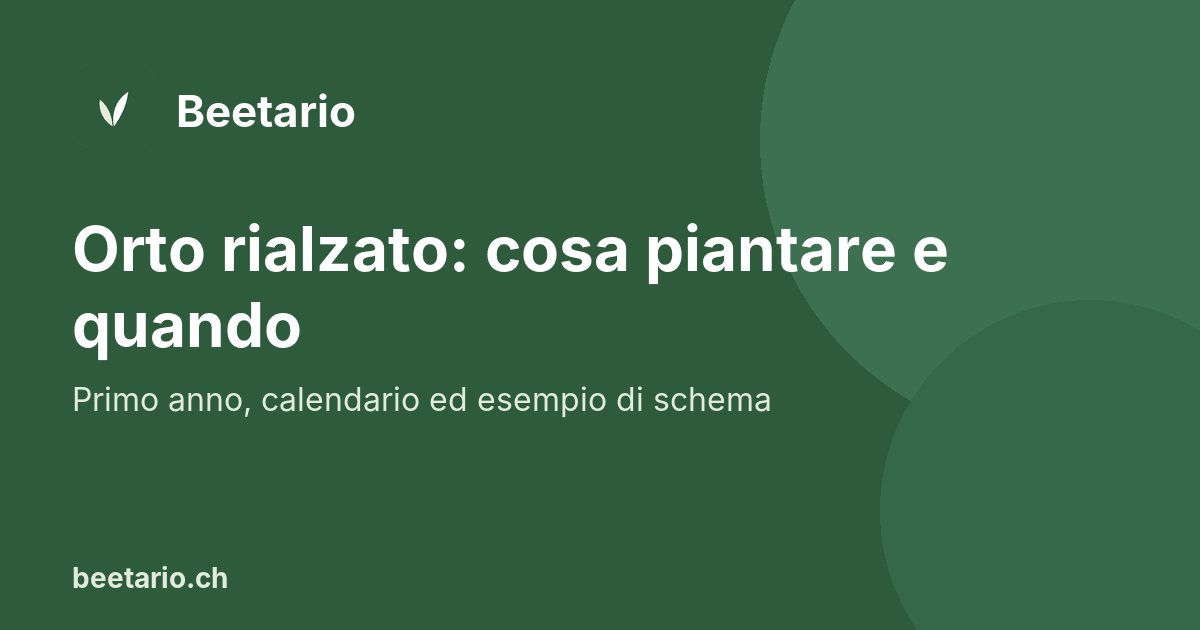 Beetario
Orto rialzato: cosa piantare e
quando
Primo anno, calendario ed esempio di schema
beetario.ch